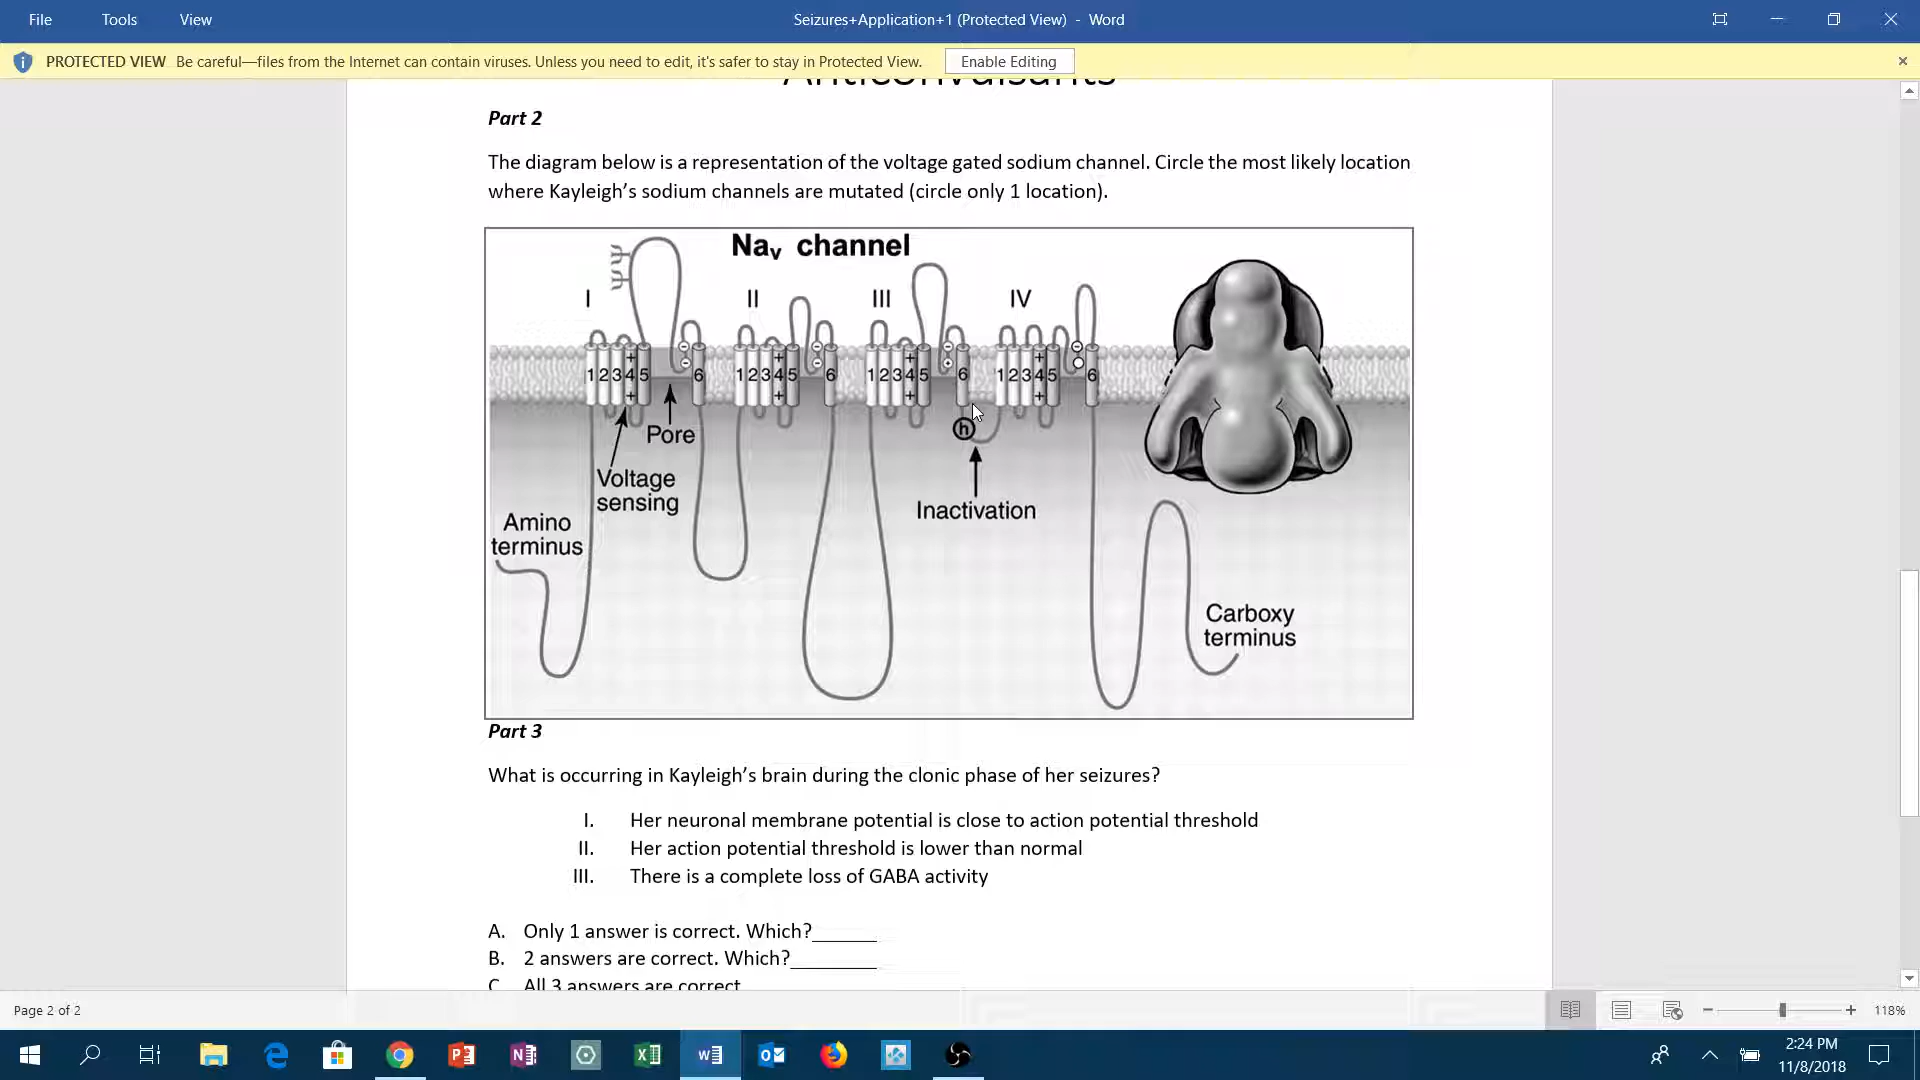 File Tools View Seizures+Application+1 (Protected View) - Word
PROTECTED VIEW Be careful—files from the Internet can contain viruses. Unless you need to edit, it's safer to stay in Protected View. Enable Editing
Anticonvulsants
Part 2
The diagram below is a representation of the voltage gated sodium channel. Circle the most likely location
where Kayleigh's sodium channels are mutated (circle only 1 location).
Nav channel
I II III IV
1 2 3 4 5 6 1 2 3 4 5 6 1 2 3 4 5 6 1 2 3 4 5 6
h
Pore
Voltage
sensing
Inactivation
Amino
terminus
Carboxy
terminus
Part 3
What is occurring in Kayleigh's brain during the clonic phase of her seizures?
I. Her neuronal membrane potential is close to action potential threshold
II. Her action potential threshold is lower than normal
III. There is a complete loss of GABA activity
A. Only 1 answer is correct. Which?______
B. 2 answers are correct. Which?________
C. All 3 answers are correct
Page 2 of 2 118%
2:24 PM
11/8/2018